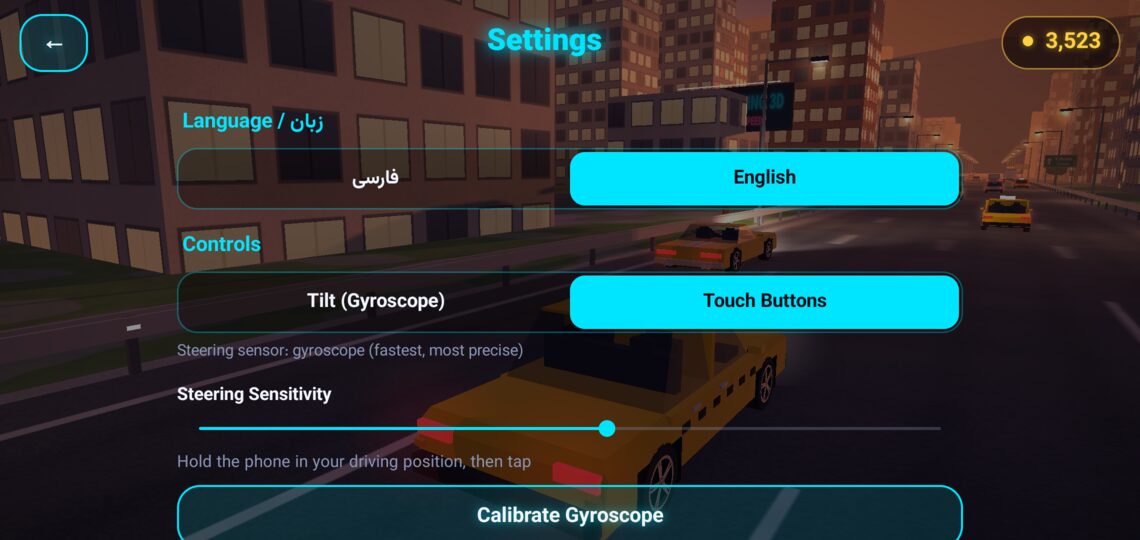 ←
Settings
3,523
Language / زبان
فارسی
English
Controls
Tilt (Gyroscope)
Touch Buttons
Steering sensor: gyroscope (fastest, most precise)
Steering Sensitivity
Hold the phone in your driving position, then tap
Calibrate Gyroscope